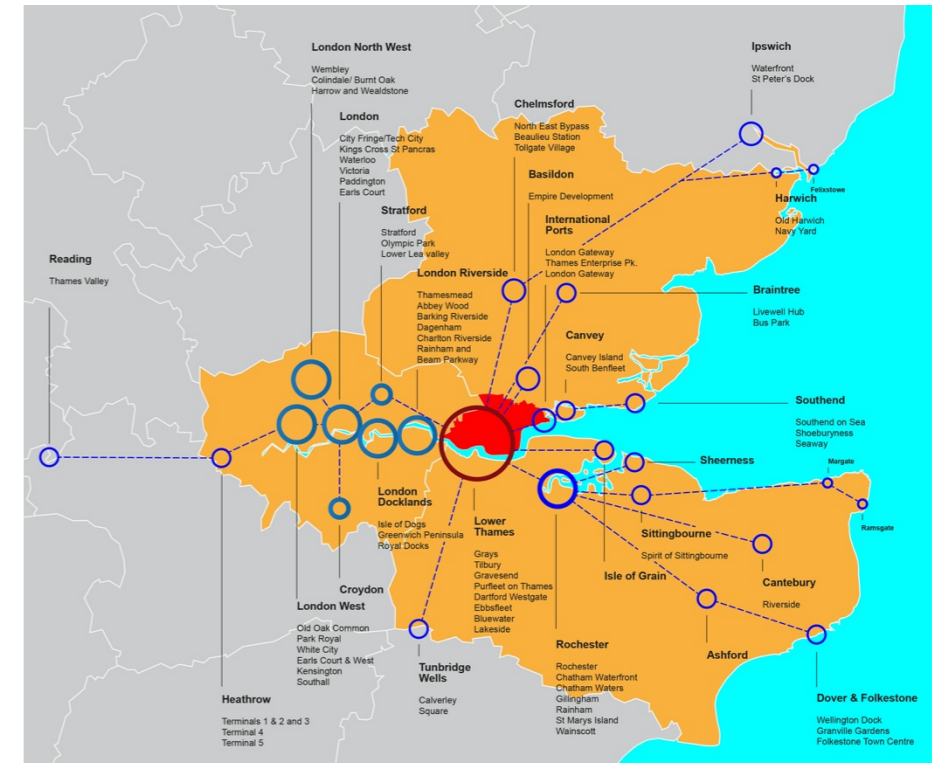 London North West
Wembley
Colindale/ Burnt Oak
Harrow and Wealdstone
London
City Fringe/Tech City
Kings Cross St Pancras
Waterloo
Victoria
Paddington
Earls Court
Stratford
Stratford
Olympic Park
Lower Lea valley
London Riverside
Thamesmead
Abbey Wood
Barking Riverside
Dagenham
Charlton Riverside
Rainham and
Beam Parkway
Chelmsford
North East Bypass
Beaulieu Station
Tollgate Village
Basildon
Empire Development
International
Ports
London Gateway
Thames Enterprise Pk.
London Gateway
Ipswich
Waterfront
St Peter's Dock
Felixstowe
Harwich
Old Harwich
Navy Yard
Reading
Thames Valley
Braintree
Livewell Hub
Bus Park
Canvey
Canvey Island
South Benfleet
Southend
Southend on Sea
Shoeburyness
Seaway
Sheerness
Margate
Ramsgate
London
Docklands
Isle of Dogs
Greenwich Peninsula
Royal Docks
Lower
Thames
Grays
Tilbury
Gravesend
Purfleet on Thames
Dartford Westgate
Ebbsfleet
Bluewater
Lakeside
Sittingbourne
Spirit of Sittingbourne
Isle of Grain
Cantebury
Riverside
Croydon
London West
Old Oak Common
Park Royal
White City
Earls Court & West
Kensington
Southall
Rochester
Rochester
Chatham Waterfront
Chatham Waters
Gillingham
Rainham
St Marys Island
Wainscott
Ashford
Tunbridge
Wells
Calverley
Square
Heathrow
Terminals 1 & 2 and 3
Terminal 4
Terminal 5
Dover & Folkestone
Wellington Dock
Granville Gardens
Folkestone Town Centre